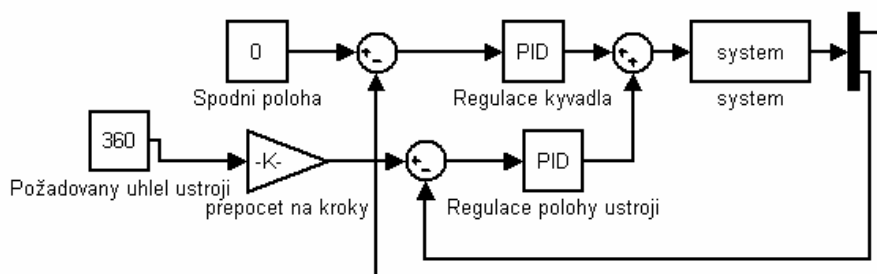 0
PID
system
Spodni poloha
Regulace kyvadla
system
360
-K-
PID
Požadovany uhlel ustroji
prepocet na kroky
Regulace polohy ustroji